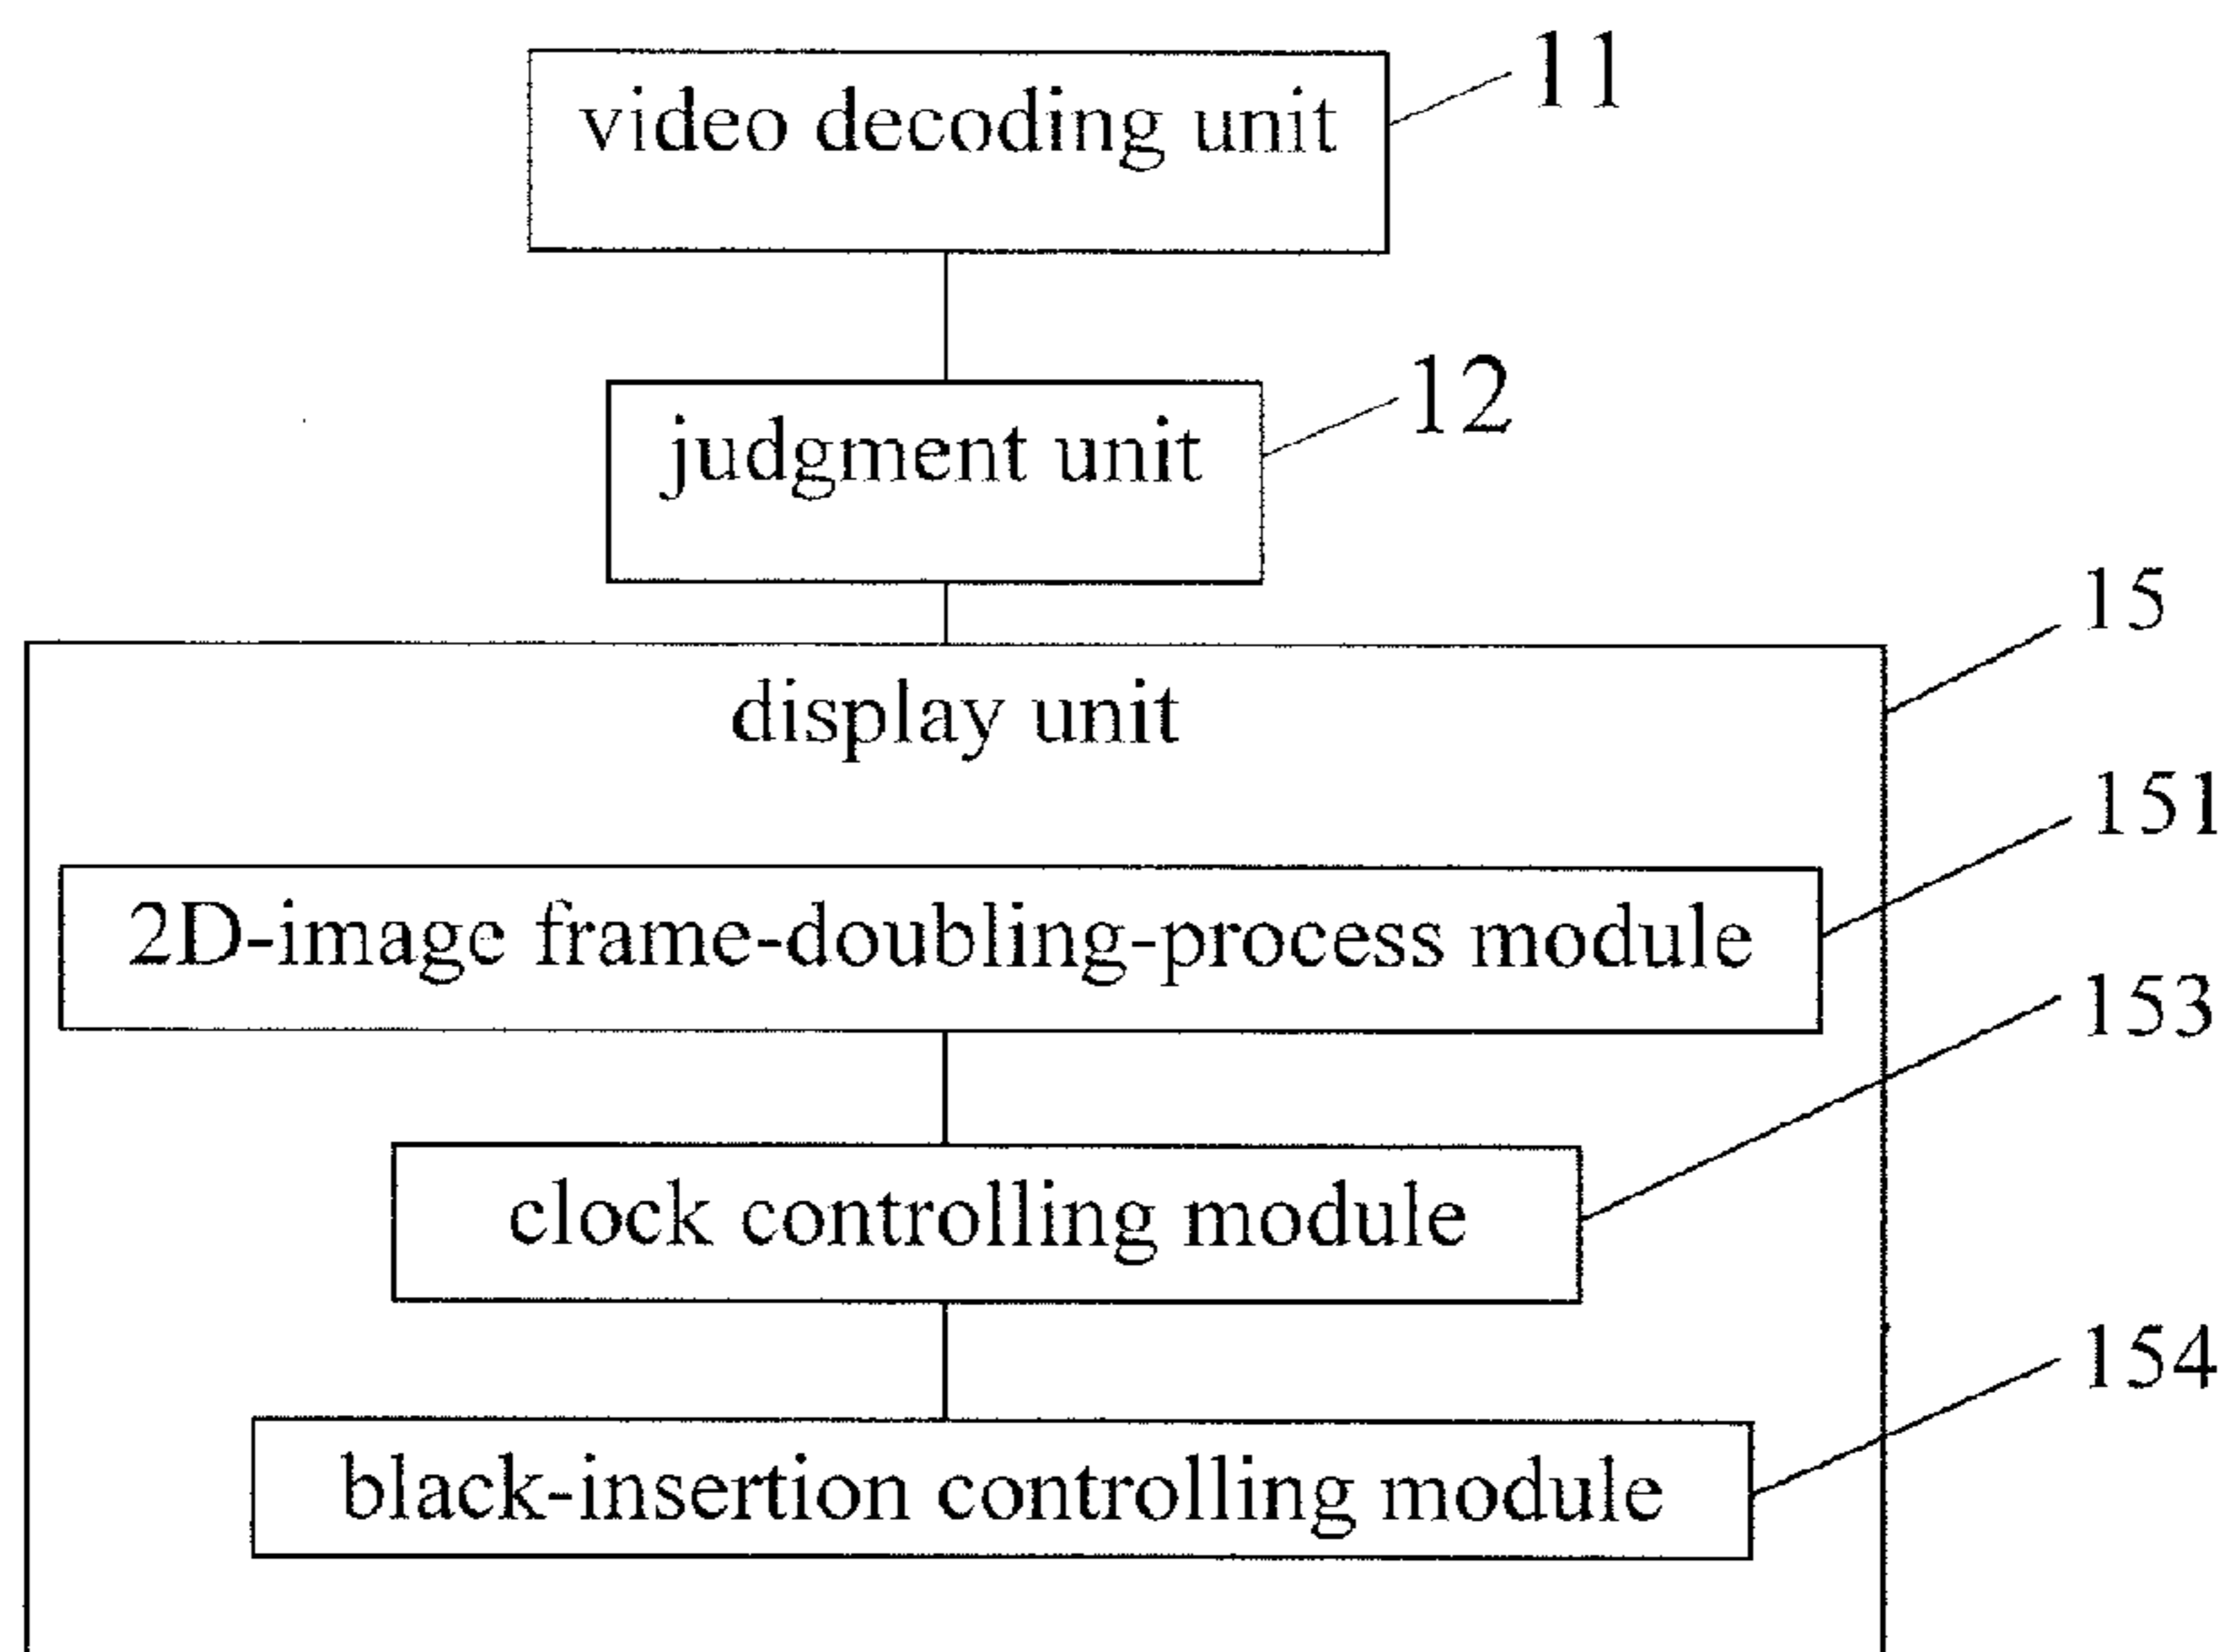 video decoding unit
11
judgment unit
12
15
display unit
151
2D-image frame-doubling-process module
153
clock controlling module
154
black-insertion controlling module